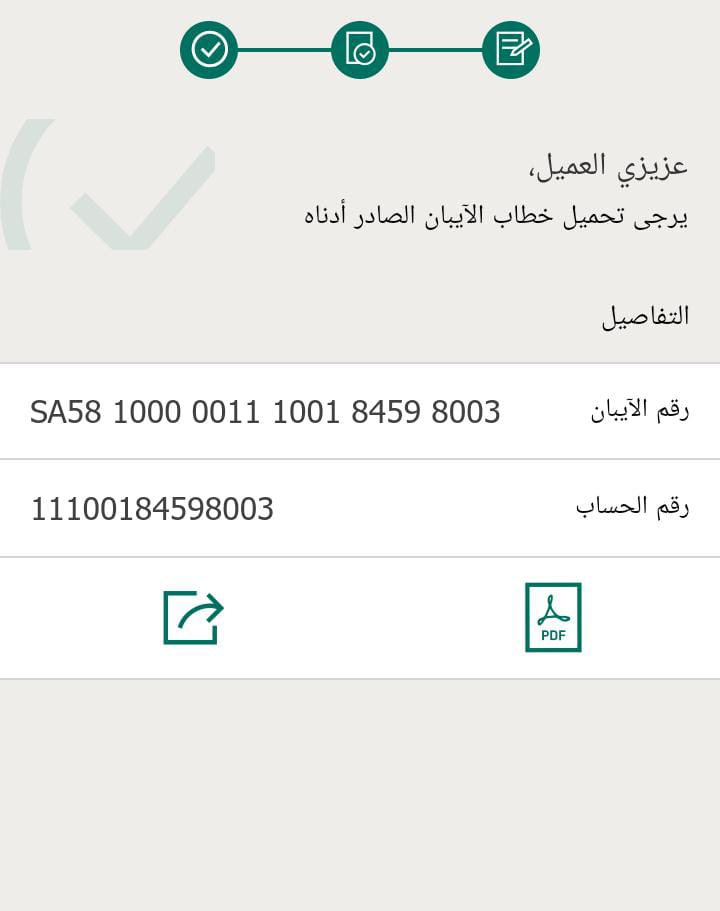 عزيزي العميل،
يرجى تحميل خطاب الآيبان الصادر أدناه
التفاصيل
رقم الآيبان SA58 1000 0011 1001 8459 8003
رقم الحساب 11100184598003
PDF